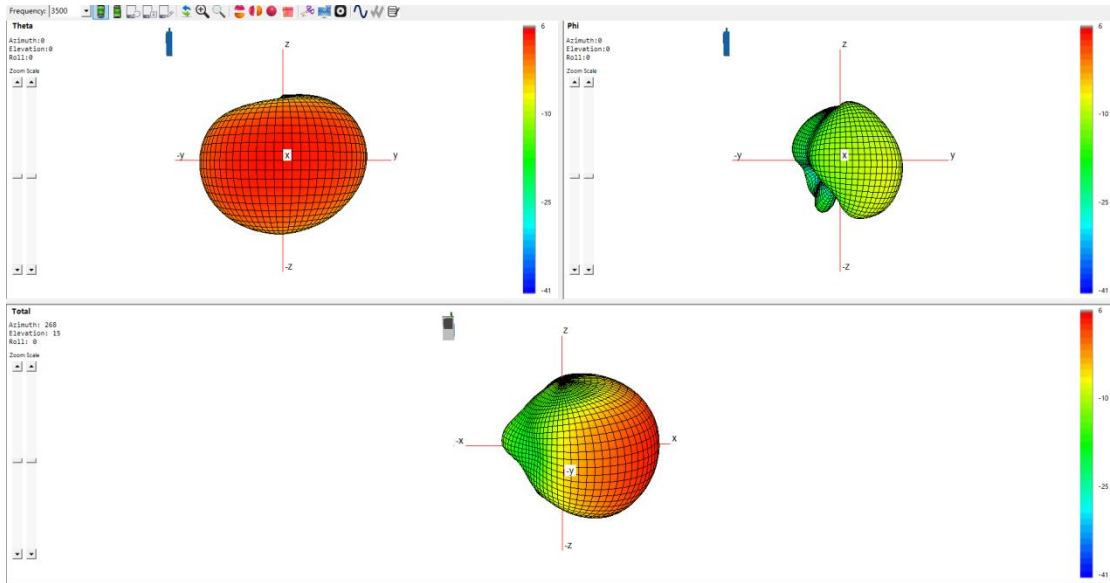 Frequency: 3500
Theta
Azimuth:0
Elevation:0
Roll:0
Zoom Scale
z
-y
x
y
-z
6
-10
-25
-41
Phi
Azimuth:0
Elevation:0
Roll:0
Zoom Scale
z
-y
x
y
-z
6
-10
-25
-41
Total
Azimuth: 268
Elevation: 15
Roll: 0
Zoom Scale
z
-x
x
-y
-z
6
-10
-25
-41